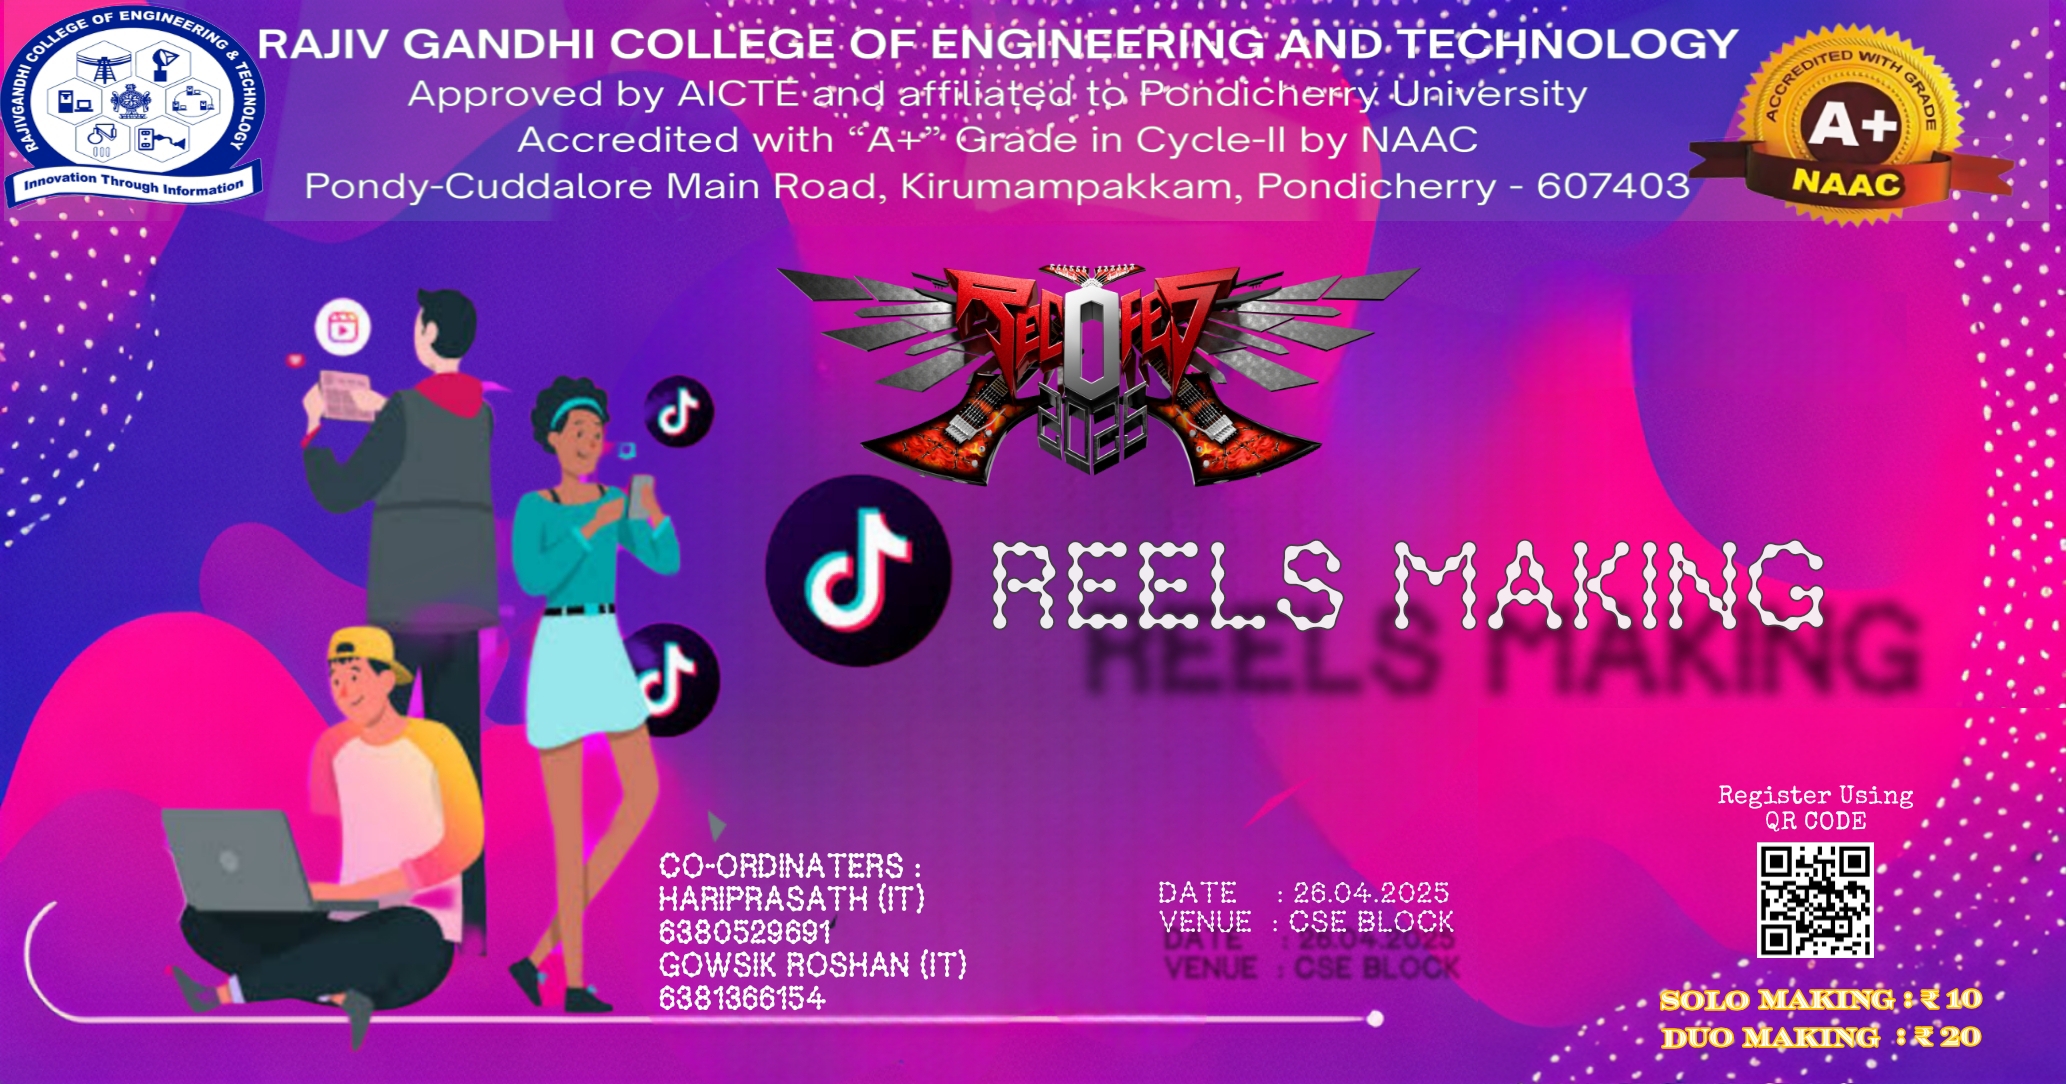 RAJIV GANDHI COLLEGE OF ENGINEERING AND TECHNOLOGY
Approved by AICTE and affiliated to Pondicherry University
Accredited with “A+” Grade in Cycle-II by NAAC
Pondy-Cuddalore Main Road, Kirumampakkam, Pondicherry - 607403
RAJIVGANDHI COLLEGE OF ENGINEERING & TECHNOLOGY
Innovation Through Information
ACCREDITED WITH GRADE
A+
NAAC
RECOFES
2025
REELS MAKING
REELS MAKING
Register Using
QR CODE
CO-ORDINATERS :
HARIPRASATH (IT)
6380529691
GOWSIK ROSHAN (IT)
6381366154
DATE : 26.04.2025
VENUE : CSE BLOCK
DATE : 26.04.2025
VENUE : CSE BLOCK
SOLO MAKING : ₹ 10
DUO MAKING : ₹ 20